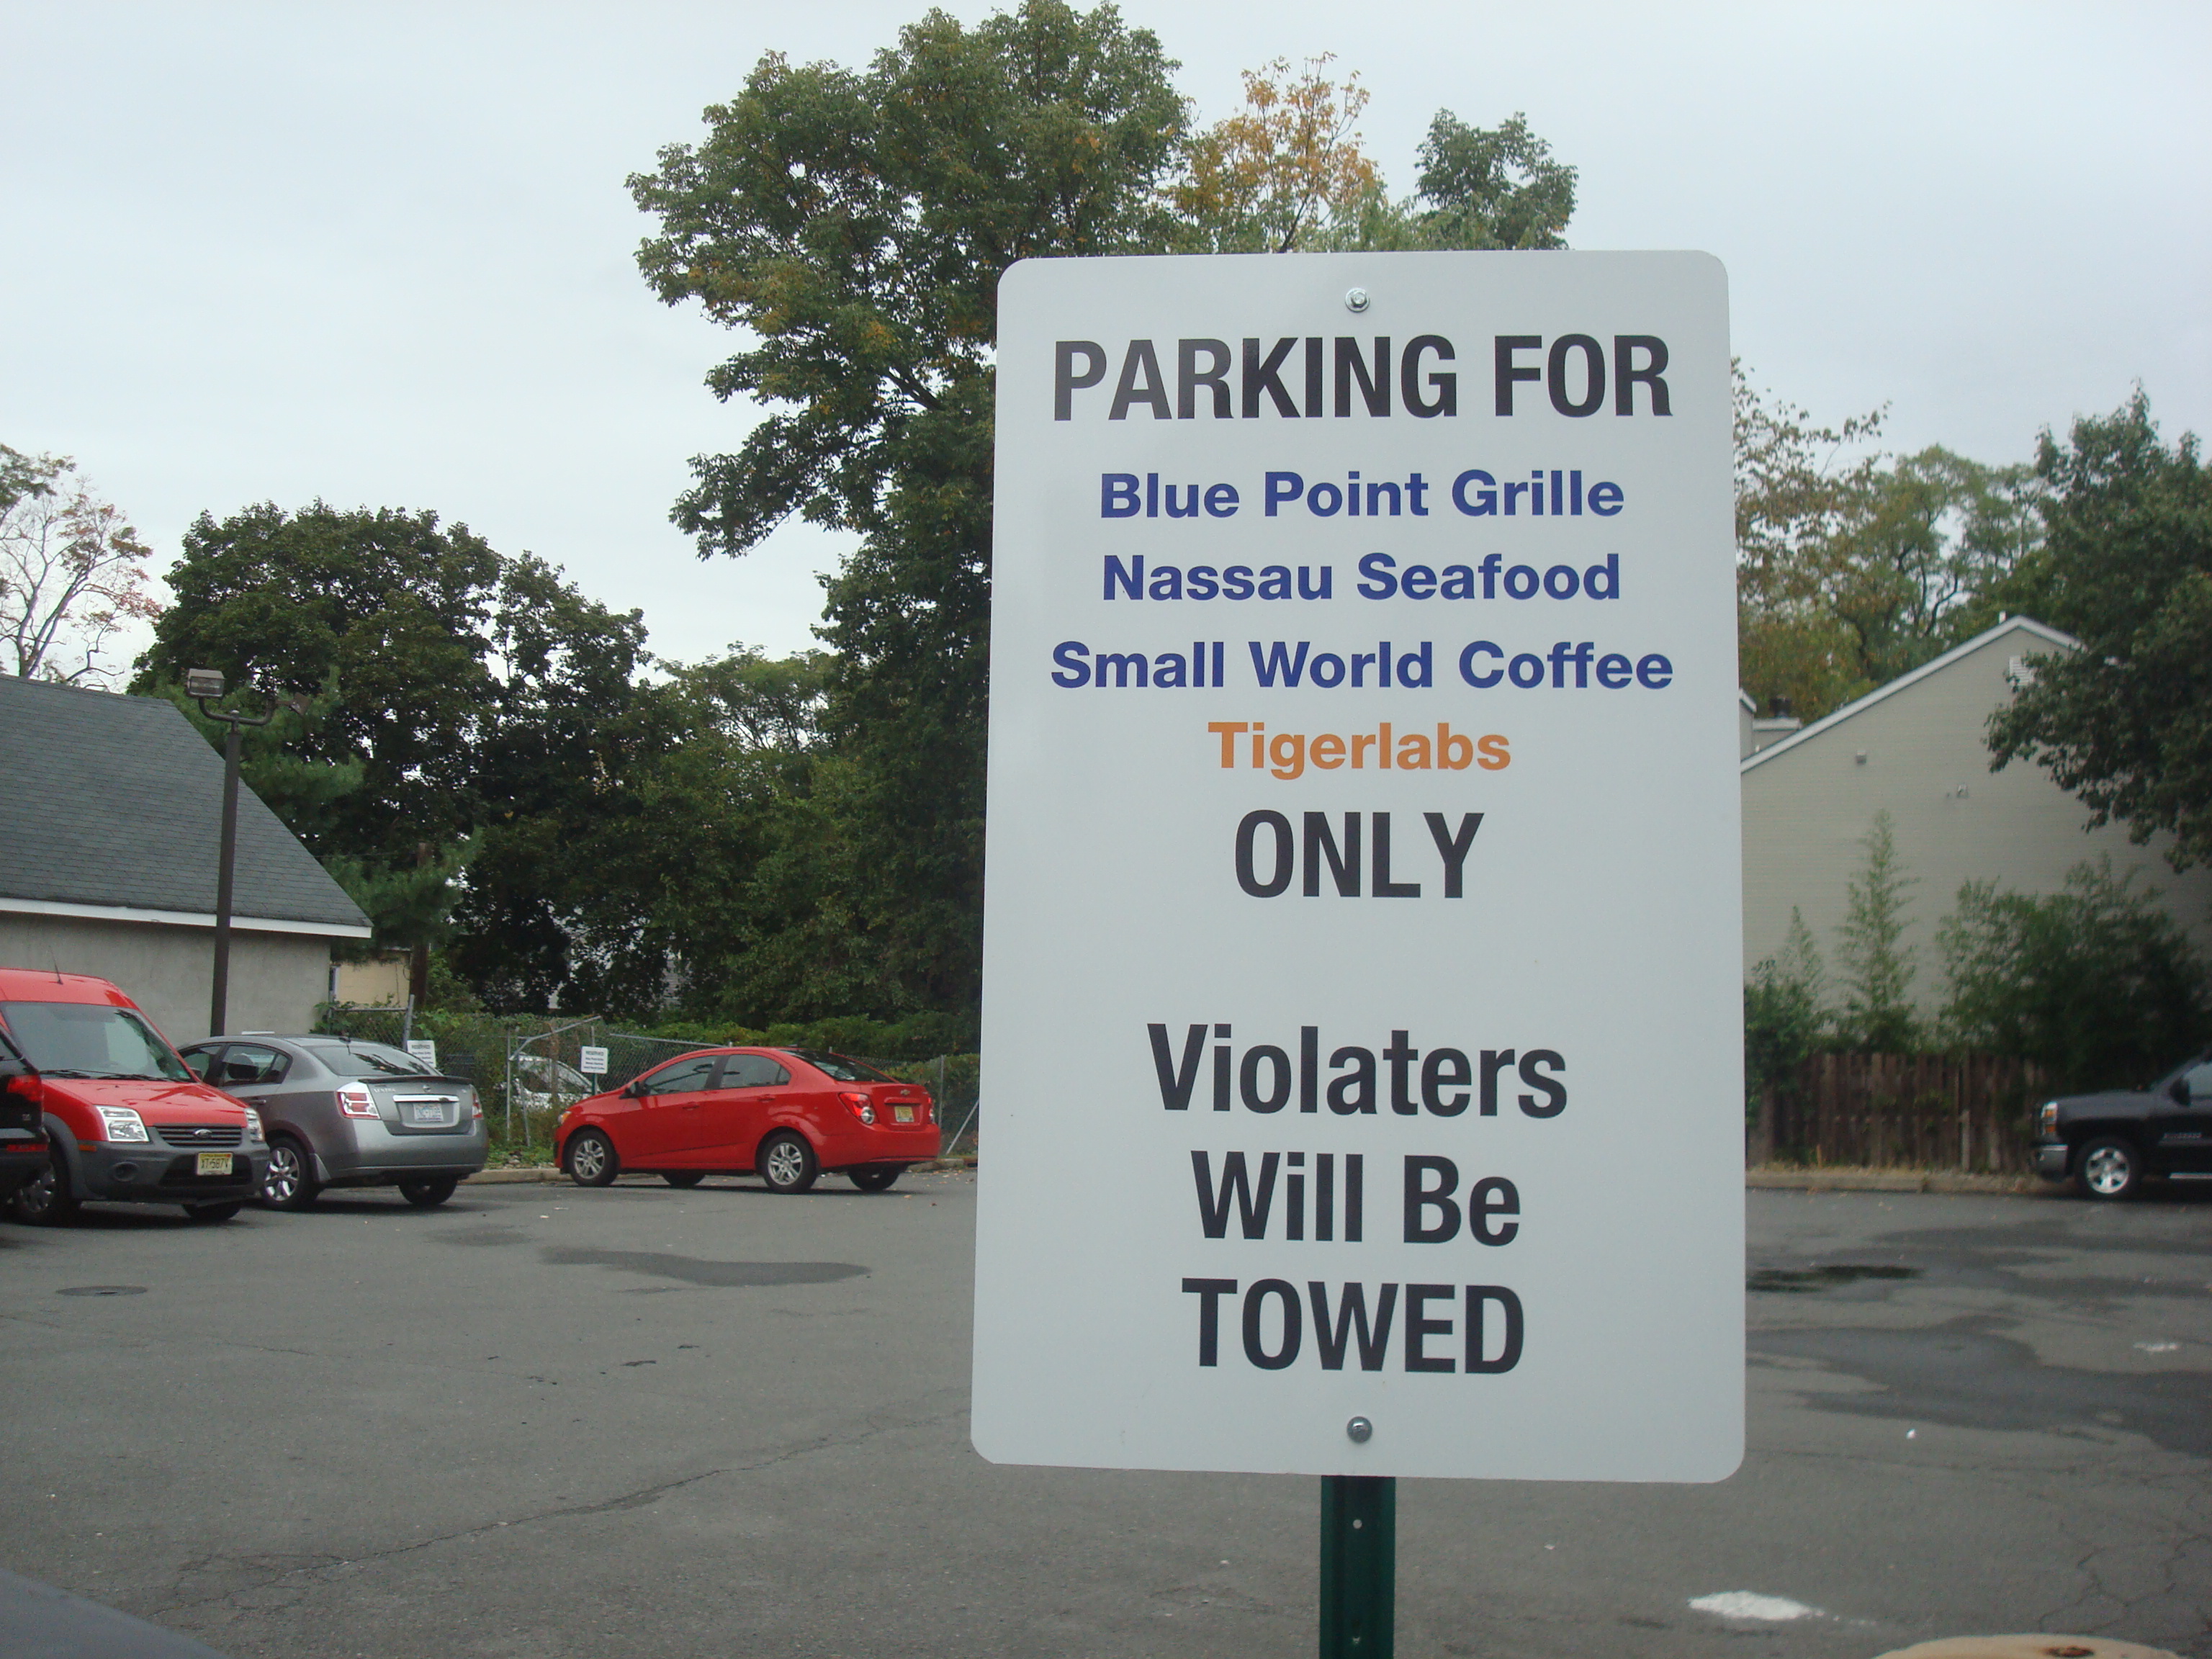 PARKING FOR
Blue Point Grille
Nassau Seafood
Small World Coffee
Tigerlabs
ONLY
Violaters
Will Be
TOWED